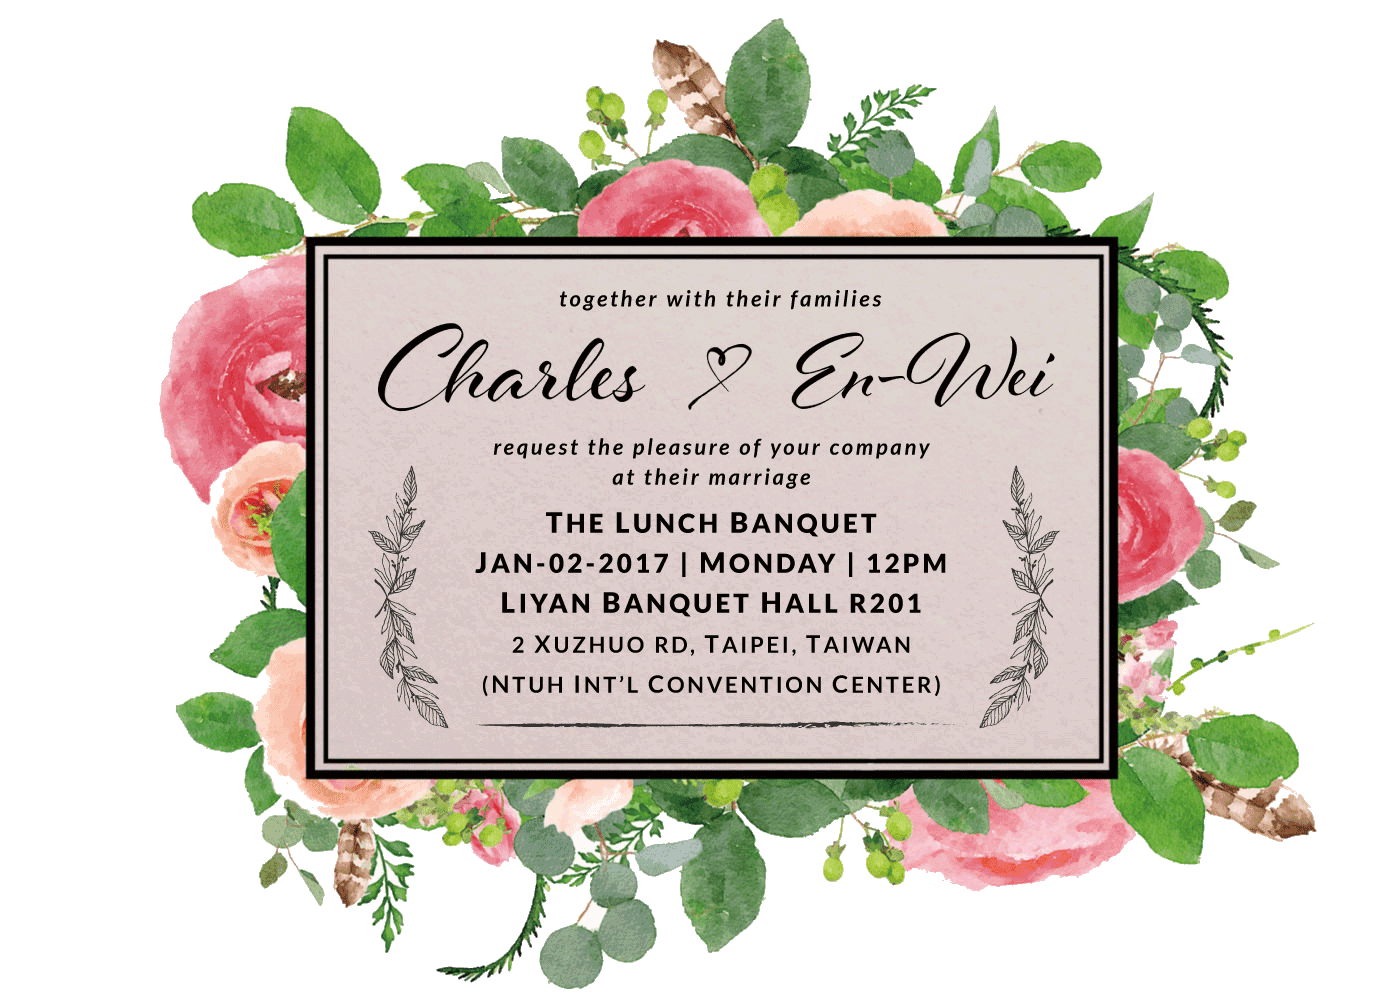 together with their families
Charles En-Wei
request the pleasure of your company
at their marriage
THE LUNCH BANQUET
JAN-02-2017 | MONDAY | 12PM
LIYAN BANQUET HALL R201
2 XUZHUO RD, TAIPEI, TAIWAN
(NTUH INT'L CONVENTION CENTER)